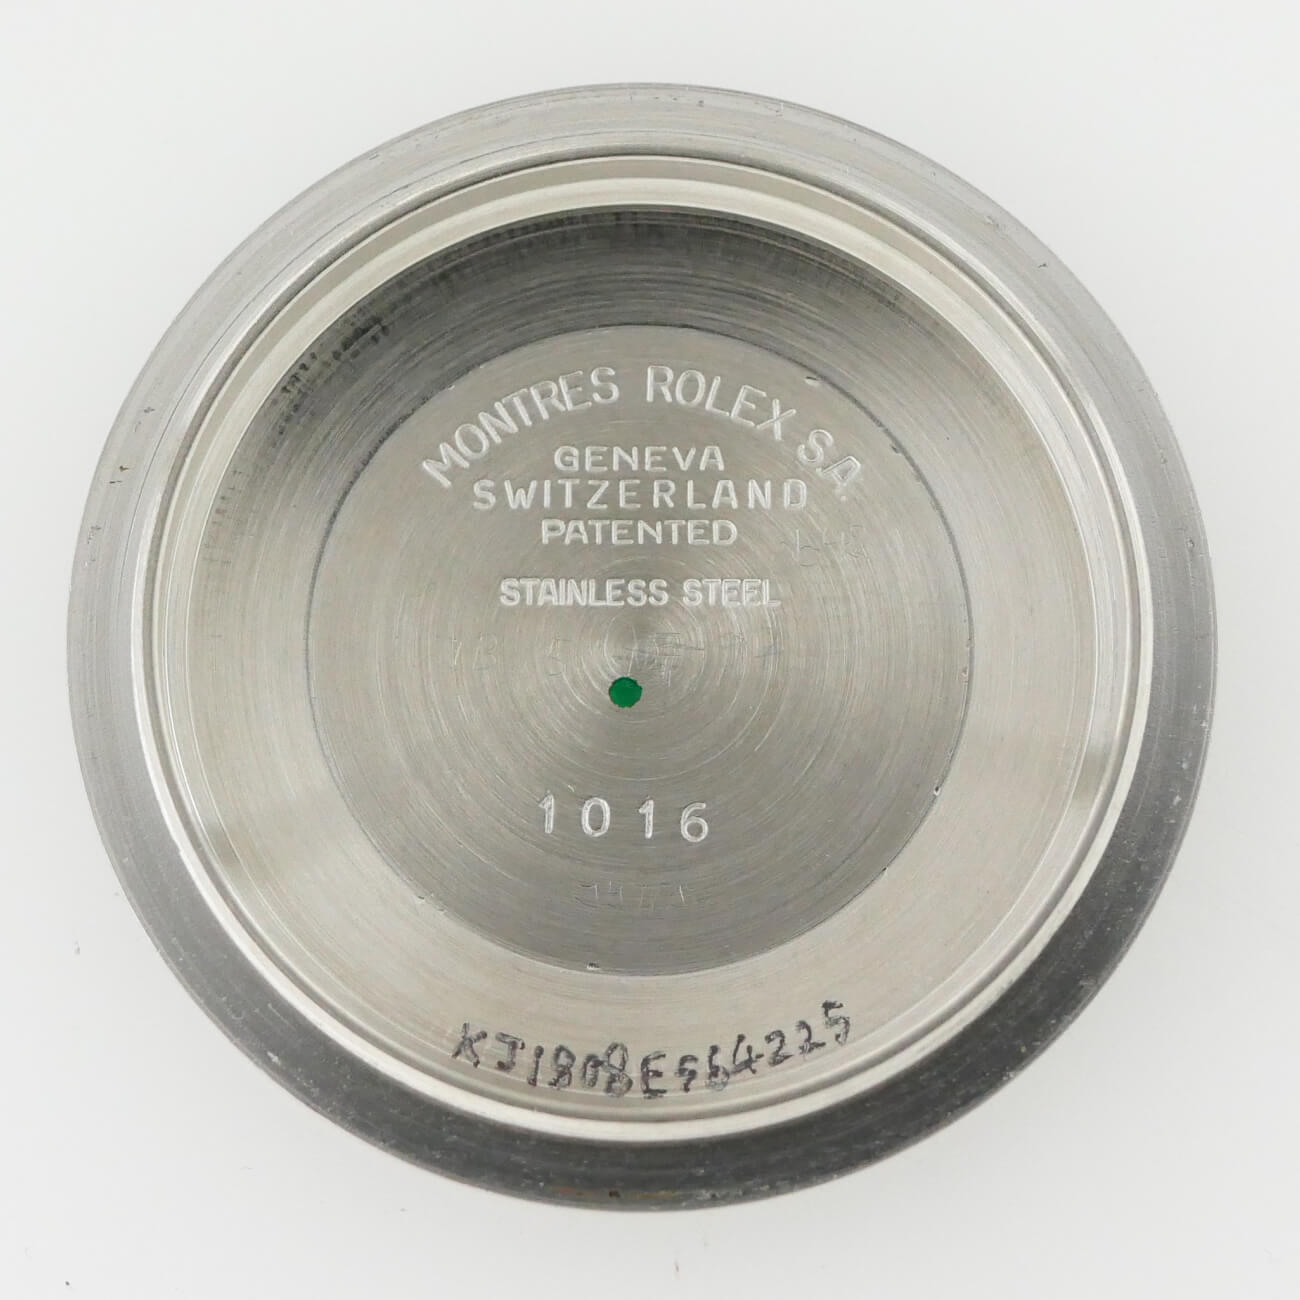 MONTRES ROLEX S.A.
GENEVA
SWITZERLAND
PATENTED
STAINLESS STEEL
1016
KJ1808E564225